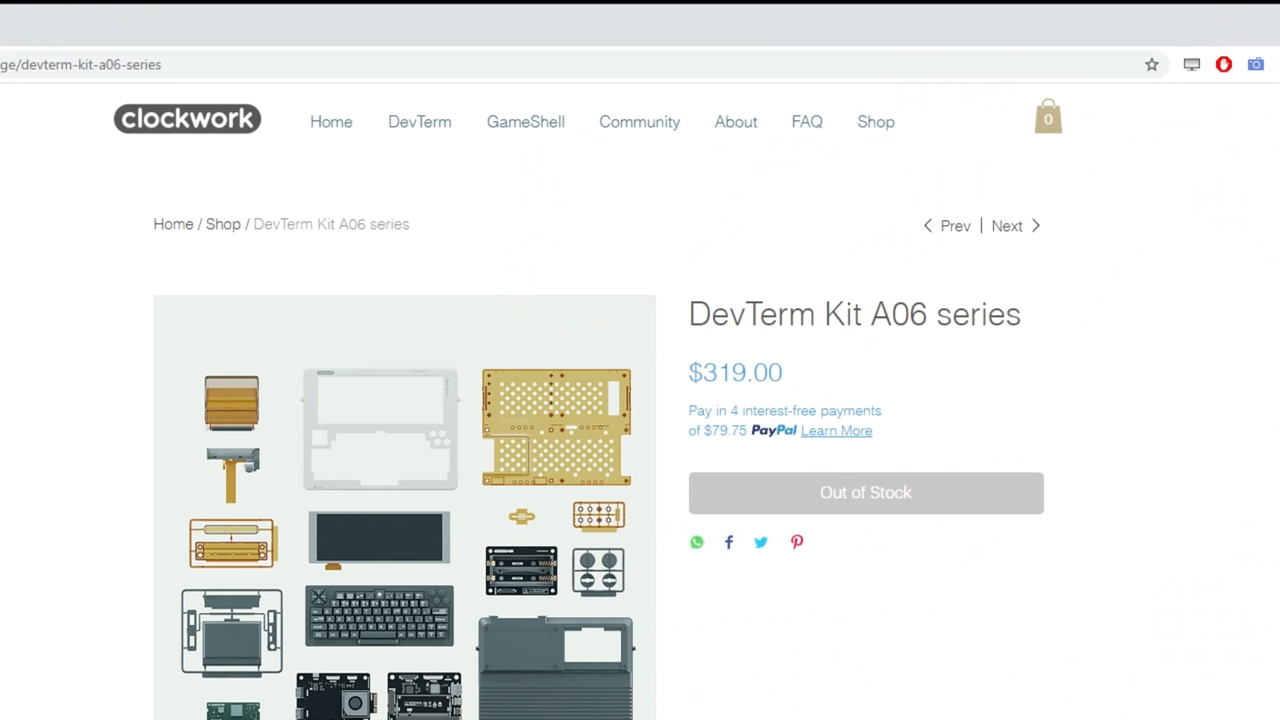 ge/devterm-kit-a06-series
clockwork
Home DevTerm GameShell Community About FAQ Shop
0
Home / Shop / DevTerm Kit A06 series
Prev | Next
DevTerm Kit A06 series
$319.00
Pay in 4 interest-free payments
of $79.75 PayPal Learn More
Out of Stock